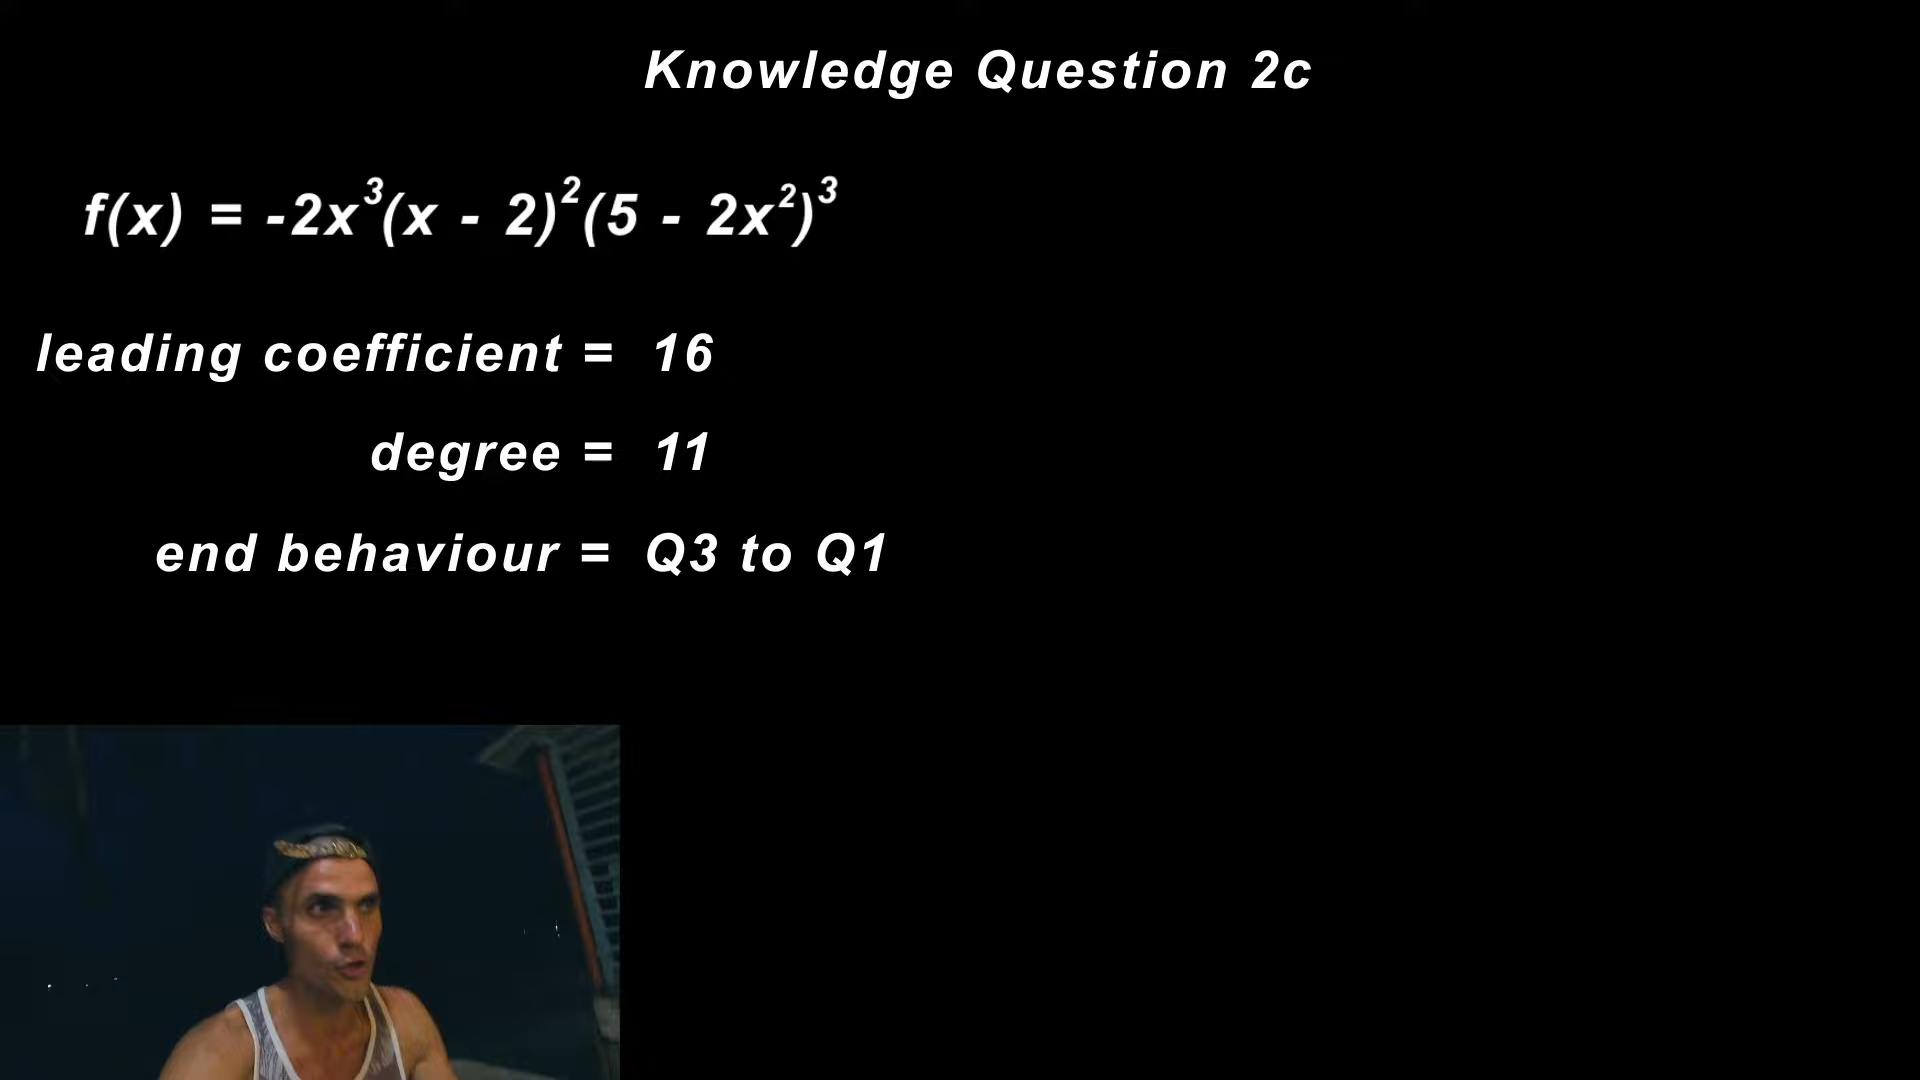 Knowledge Question 2c
f(x) = -2x³(x - 2)²(5 - 2x²)³
leading coefficient = 16
degree = 11
end behaviour = Q3 to Q1